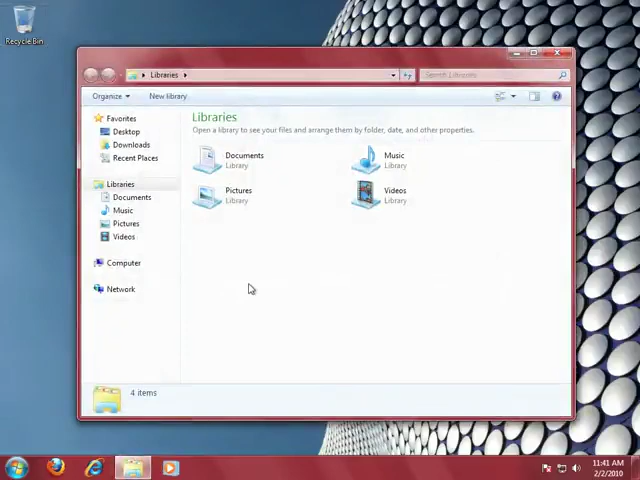 Recycle Bin
Libraries
Search Libraries
Organize
New library
Favorites
Desktop
Downloads
Recent Places
Libraries
Documents
Music
Pictures
Videos
Computer
Network
Libraries
Open a library to see your files and arrange them by folder, date, and other properties.
Documents
Library
Music
Library
Pictures
Library
Videos
Library
4 items
11:41 AM
2/2/2010